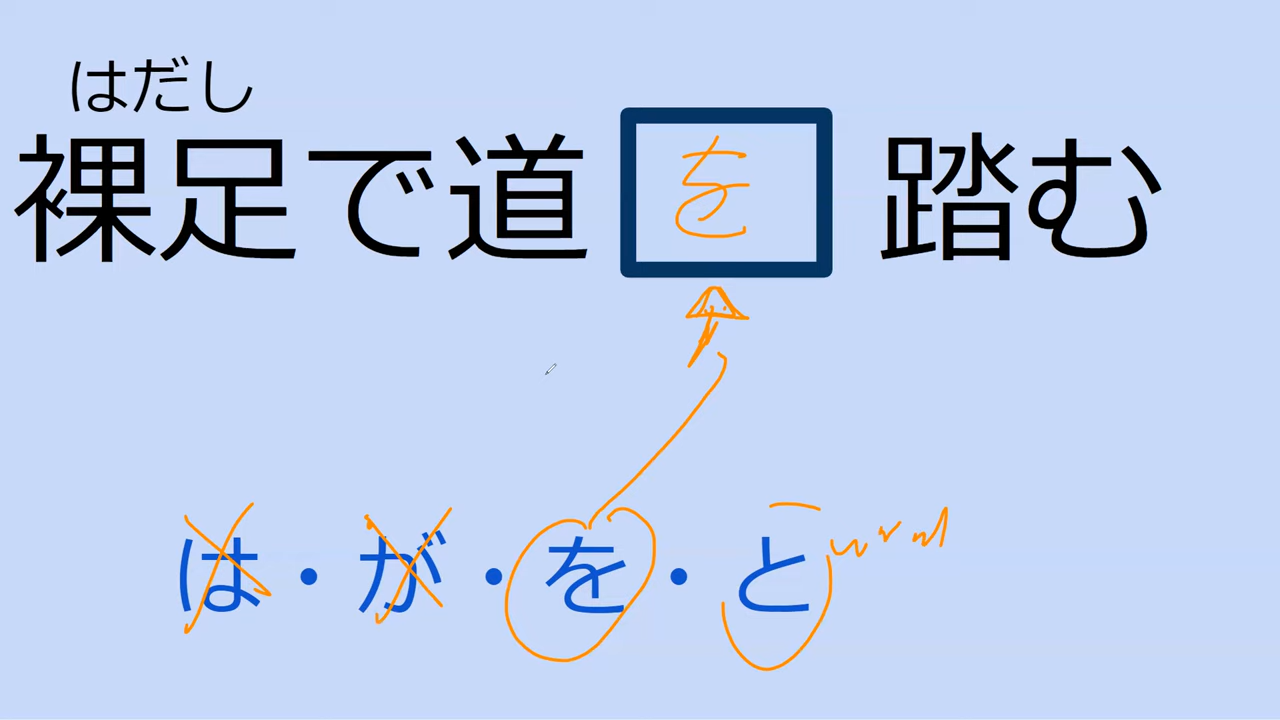 はだし
裸足で道 を 踏む
は・が・を・と